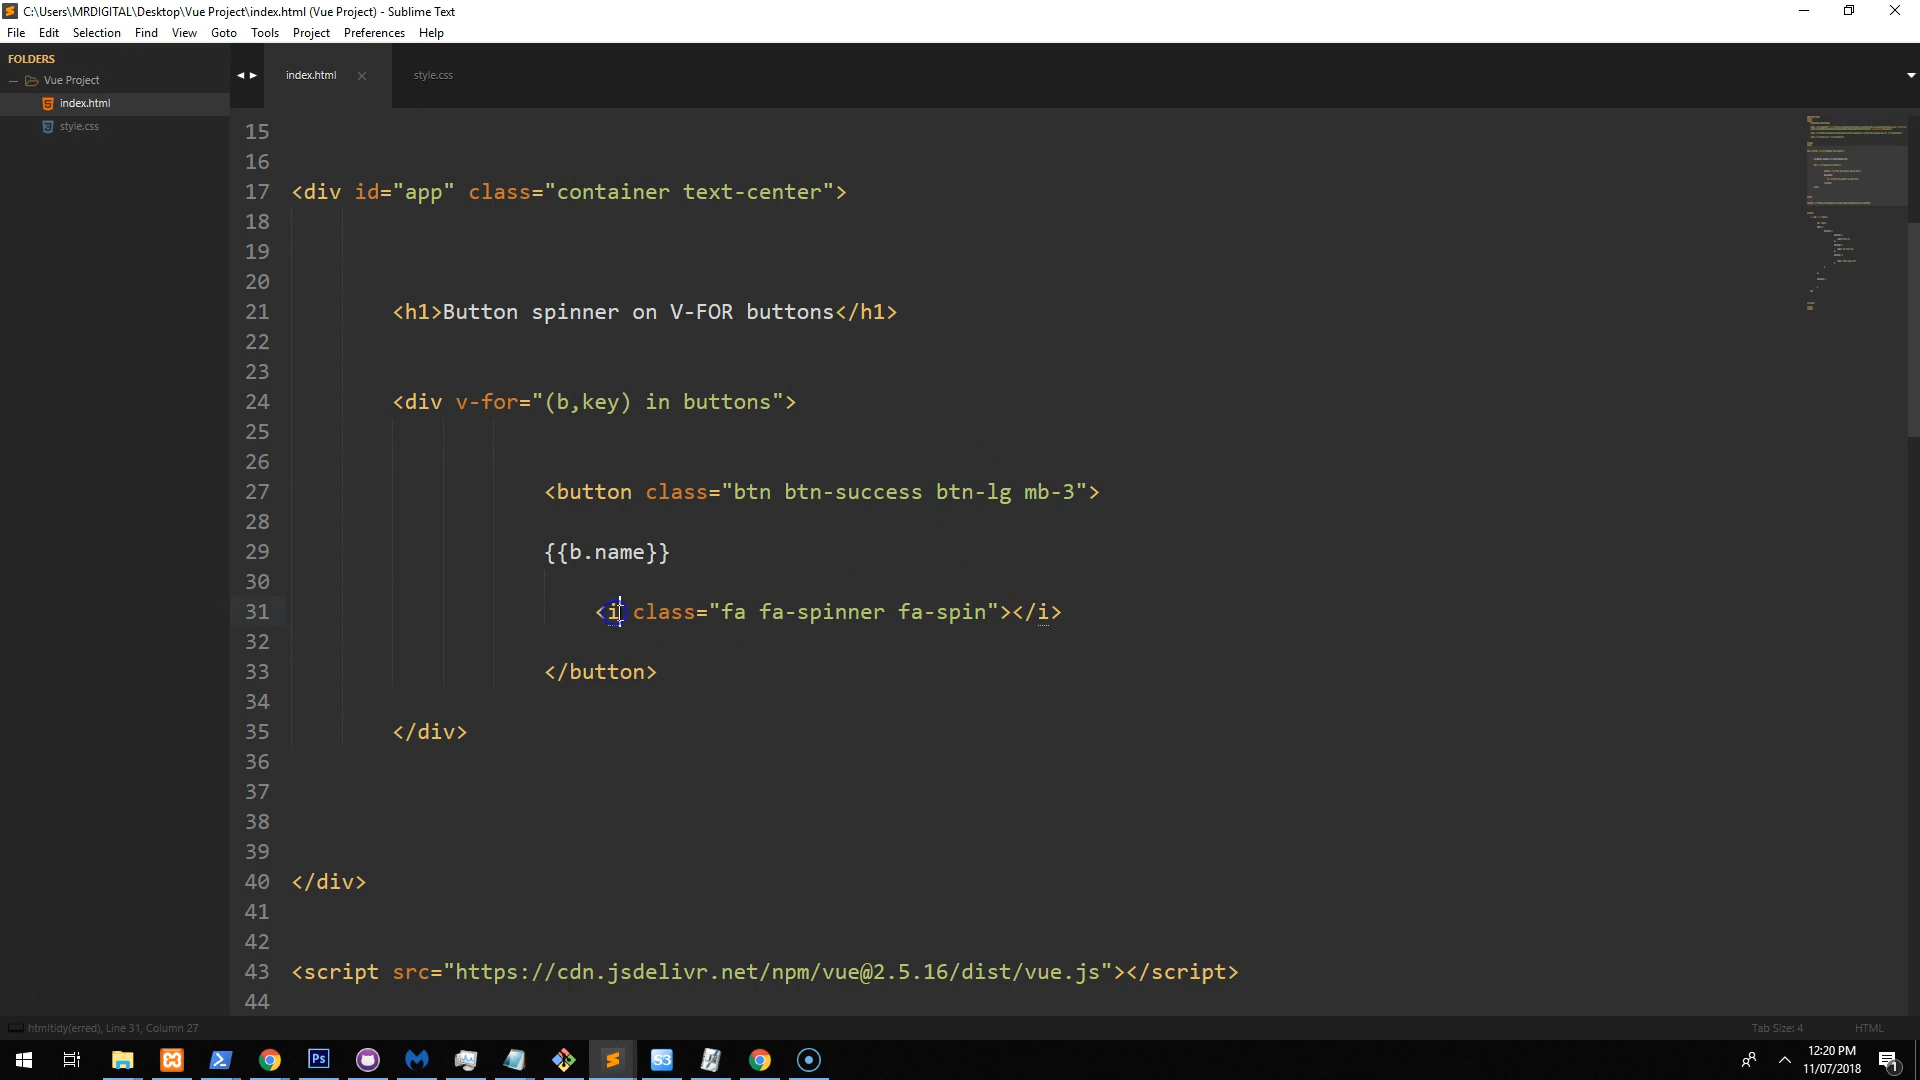 C:\Users\MRDIGITAL\Desktop\Vue Project\index.html (Vue Project) - Sublime Text
File Edit Selection Find View Goto Tools Project Preferences Help
FOLDERS
Vue Project
index.html
style.css
index.html
style.css
15
16
17 <div id="app" class="container text-center">
18
19
20
21 <h1>Button spinner on V-FOR buttons</h1>
22
23
24 <div v-for="(b,key) in buttons">
25
26
27 <button class="btn btn-success btn-lg mb-3">
28
29 {{b.name}}
30
31 <i class="fa fa-spinner fa-spin"></i>
32
33 </button>
34
35 </div>
36
37
38
39
40 </div>
41
42
43 <script src="https://cdn.jsdelivr.net/npm/vue@2.5.16/dist/vue.js"></script>
44
htmltidy(erred), Line 31, Column 27
Tab Size: 4
HTML
Ps
S3
12:20 PM
11/07/2018
1